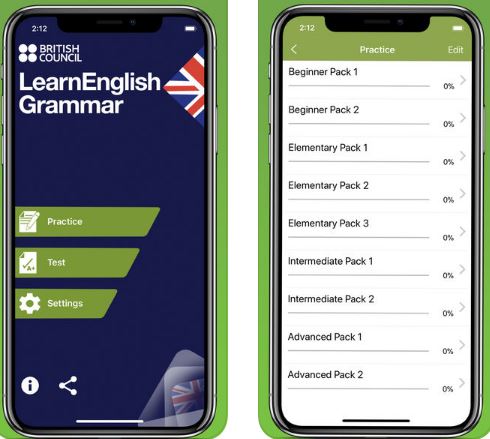 2:12
BRITISH
COUNCIL
LearnEnglish
Grammar
Practice
A+
Test
Settings
2:12
Practice
Edit
Beginner Pack 1
0%
Beginner Pack 2
0%
Elementary Pack 1
0%
Elementary Pack 2
0%
Elementary Pack 3
0%
Intermediate Pack 1
0%
Intermediate Pack 2
0%
Advanced Pack 1
0%
Advanced Pack 2
0%